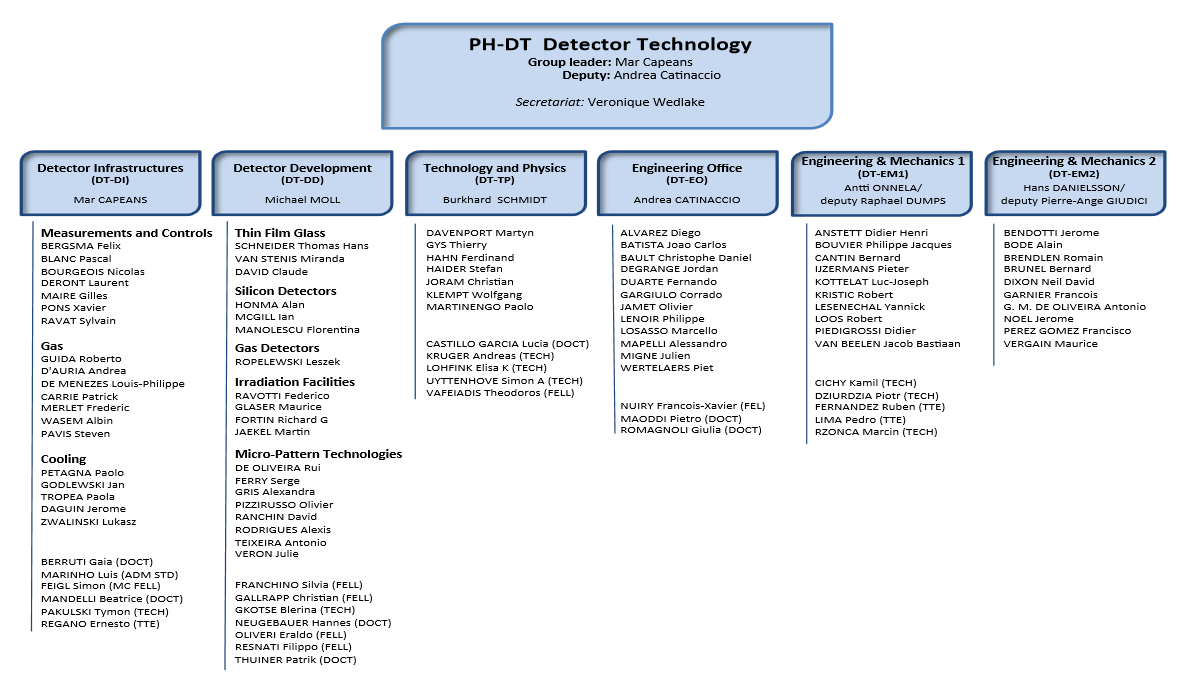 PH-DT Detector Technology
Group leader: Mar Capeans
Deputy: Andrea Catinaccio
Secretariat: Veronique Wedlake
Detector Infrastructures
(DT-DI)
Mar CAPEANS
Measurements and Controls
BERGSMA Felix
BLANC Pascal
BOURGEOIS Nicolas
DERONT Laurent
MAIRE Gilles
PONS Xavier
RAVAT Sylvain
Gas
GUIDA Roberto
D'AURIA Andrea
DE MENEZES Louis-Philippe
CARRIE Patrick
MERLET Frederic
WASEM Albin
PAVIS Steven
Cooling
PETAGNA Paolo
GODLEWSKI Jan
TROPEA Paola
DAGUIN Jerome
ZWALINSKI Lukasz
BERRUTI Gaia (DOCT)
MARINHO Luis (ADM STD)
FEIGL Simon (MC FELL)
MANDELLI Beatrice (DOCT)
PAKULSKI Tymon (TECH)
REGANO Ernesto (TTE)
Detector Development
(DT-DD)
Michael MOLL
Thin Film Glass
SCHNEIDER Thomas Hans
VAN STENIS Miranda
DAVID Claude
Silicon Detectors
HONMA Alan
MCGILL Ian
MANOLESCU Florentina
Gas Detectors
ROPELEWSKI Leszek
Irradiation Facilities
RAVOTTI Federico
GLASER Maurice
FORTIN Richard G
JAEKEL Martin
Micro-Pattern Technologies
DE OLIVEIRA Rui
FERRY Serge
GRIS Alexandra
PIZZIRUSSO Olivier
RANCHIN David
RODRIGUES Alexis
TEIXEIRA Antonio
VERON Julie
FRANCHINO Silvia (FELL)
GALLRAPP Christian (FELL)
GKOTSE Blerina (TECH)
NEUGEBAUER Hannes (DOCT)
OLIVERI Eraldo (FELL)
RESNATI Filippo (FELL)
THUINER Patrik (DOCT)
Technology and Physics
(DT-TP)
Burkhard SCHMIDT
DAVENPORT Martyn
GYS Thierry
HAHN Ferdinand
HAIDER Stefan
JORAM Christian
KLEMPT Wolfgang
MARTINENGO Paolo
CASTILLO GARCIA Lucia (DOCT)
KRUGER Andreas (TECH)
LOHFINK Elisa K (TECH)
UYTTENHOVE Simon A (TECH)
VAFEIADIS Theodoros (FELL)
Engineering Office
(DT-EO)
Andrea CATINACCIO
ALVAREZ Diego
BATISTA Joao Carlos
BAULT Christophe Daniel
DEGRANGE Jordan
DUARTE Fernando
GARGIULO Corrado
JAMET Olivier
LENOIR Philippe
LOSASSO Marcello
MAPELLI Alessandro
MIGNE Julien
WERTELAERS Piet
NUIRY Francois-Xavier (FEL)
MAODDI Pietro (DOCT)
ROMAGNOLI Giulia (DOCT)
Engineering & Mechanics 1
(DT-EM1)
Antti ONNELA/
deputy Raphael DUMPS
ANSTETT Didier Henri
BOUVIER Philippe Jacques
CANTIN Bernard
IJZERMANS Pieter
KOTTELAT Luc-Joseph
KRISTIC Robert
LESENECHAL Yannick
LOOS Robert
PIEDIGROSSI Didier
VAN BEELEN Jacob Bastiaan
CICHY Kamil (TECH)
DZIURDZIA Piotr (TECH)
FERNANDEZ Ruben (TTE)
LIMA Pedro (TTE)
RZONCA Marcin (TECH)
Engineering & Mechanics 2
(DT-EM2)
Hans DANIELSSON/
deputy Pierre-Ange GIUDICI
BENDOTTI Jerome
BODE Alain
BRENDLEN Romain
BRUNEL Bernard
DIXON Neil David
GARNIER Francois
G. M. DE OLIVEIRA Antonio
NOEL Jerome
PEREZ GOMEZ Francisco
VERGAIN Maurice